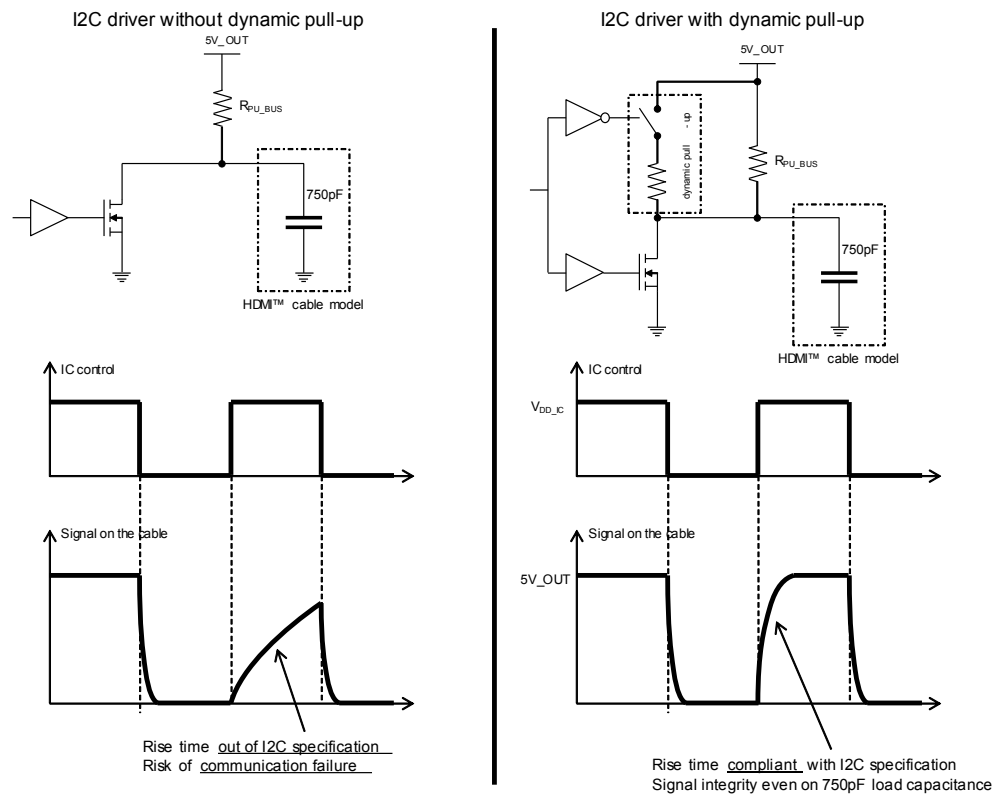 I2C driver without dynamic pull-up
5V_OUT
RPU_BUS
750pF
HDMI™ cable model
IC control
Signal on the cable
Rise time out of I2C specification
Risk of communication failure
I2C driver with dynamic pull-up
5V_OUT
dynamic pull - up
RPU_BUS
750pF
HDMI™ cable model
IC control
VDD_IC
Signal on the cable
5V_OUT
Rise time compliant with I2C specification
Signal integrity even on 750pF load capacitance